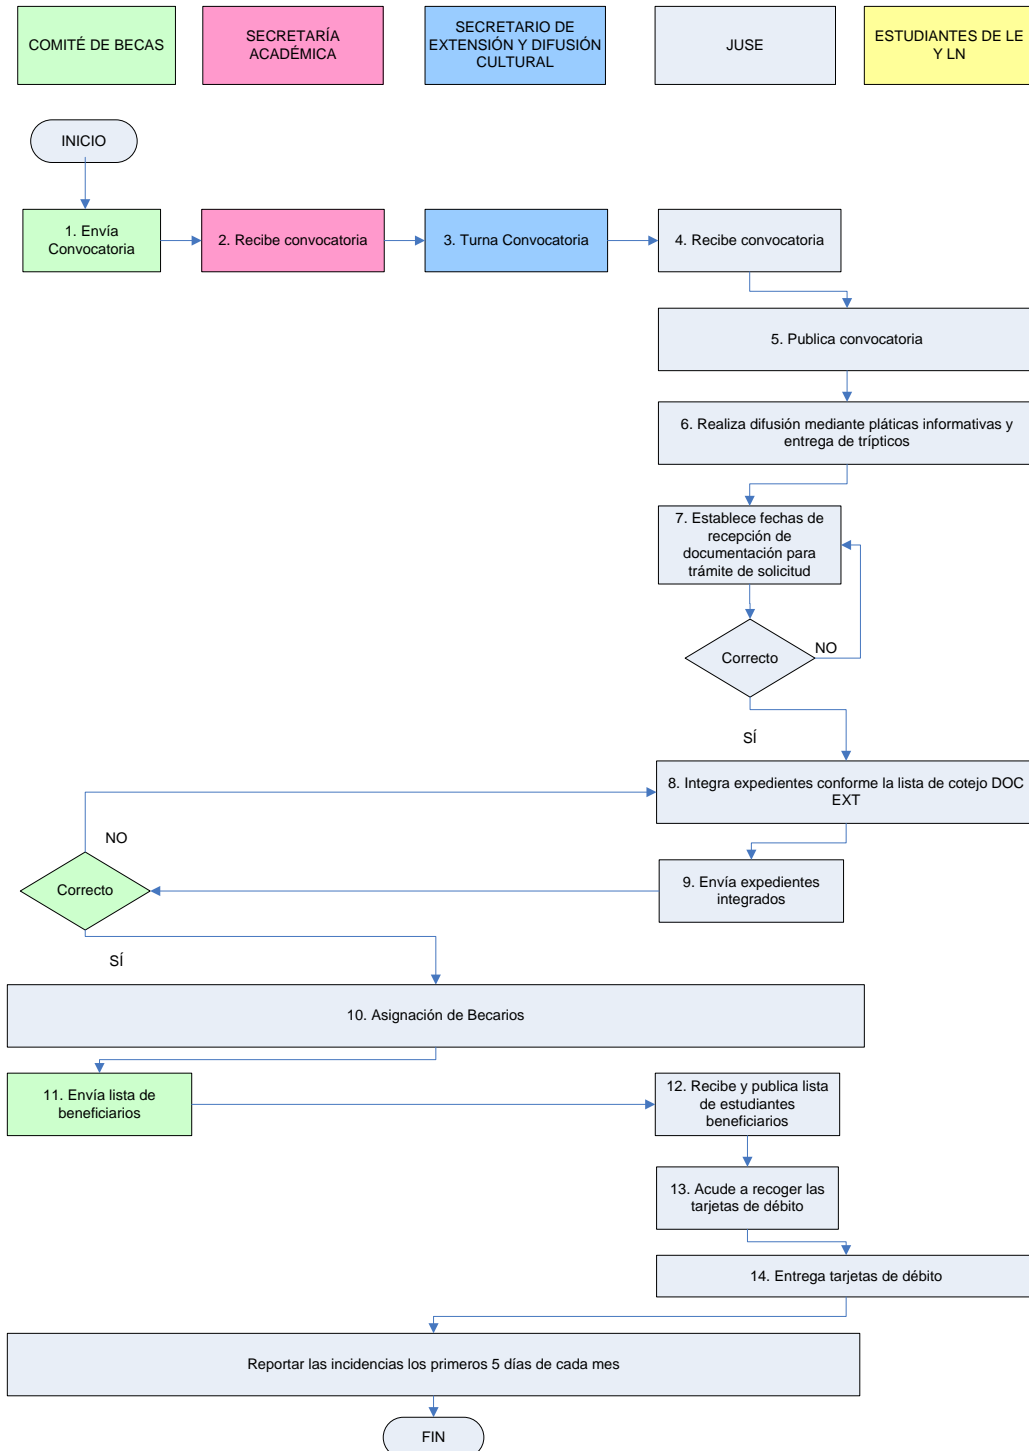 COMITÉ DE BECAS
SECRETARÍA
ACADÉMICA
SECRETARIO DE
EXTENSIÓN Y DIFUSIÓN
CULTURAL
JUSE
ESTUDIANTES DE LE
Y LN
INICIO
1. Envía
Convocatoria
2. Recibe convocatoria
3. Turna Convocatoria
4. Recibe convocatoria
5. Publica convocatoria
6. Realiza difusión mediante pláticas informativas y
entrega de trípticos
7. Establece fechas de
recepción de
documentación para
trámite de solicitud
Correcto
NO
SÍ
8. Integra expedientes conforme la lista de cotejo DOC
EXT
NO
Correcto
9. Envía expedientes
integrados
SÍ
10. Asignación de Becarios
11. Envía lista de
beneficiarios
12. Recibe y publica lista
de estudiantes
beneficiarios
13. Acude a recoger las
tarjetas de débito
14. Entrega tarjetas de débito
Reportar las incidencias los primeros 5 días de cada mes
FIN